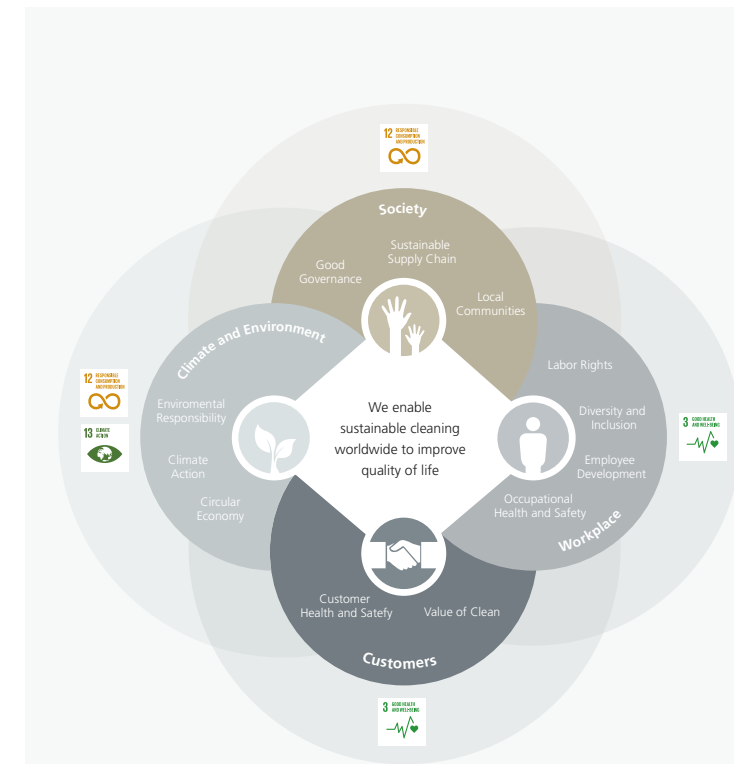 12 RESPONSIBLE
CONSUMPTION
AND PRODUCTION
Society
Sustainable
Supply Chain
Good
Governance
Local
Communities
Climate and Environment
Labor Rights
12 RESPONSIBLE
CONSUMPTION
AND PRODUCTION
Enviromental
Responsibility
We enable
sustainable cleaning
worldwide to improve
quality of life
Diversity and
Inclusion
3 GOOD HEALTH
AND WELL-BEING
13 CLIMATE
ACTION
Climate
Action
Employee
Development
Circular
Economy
Occupational
Health and Safety
Workplace
Customer
Health and Satefy
Value of Clean
Customers
3 GOOD HEALTH
AND WELL-BEING